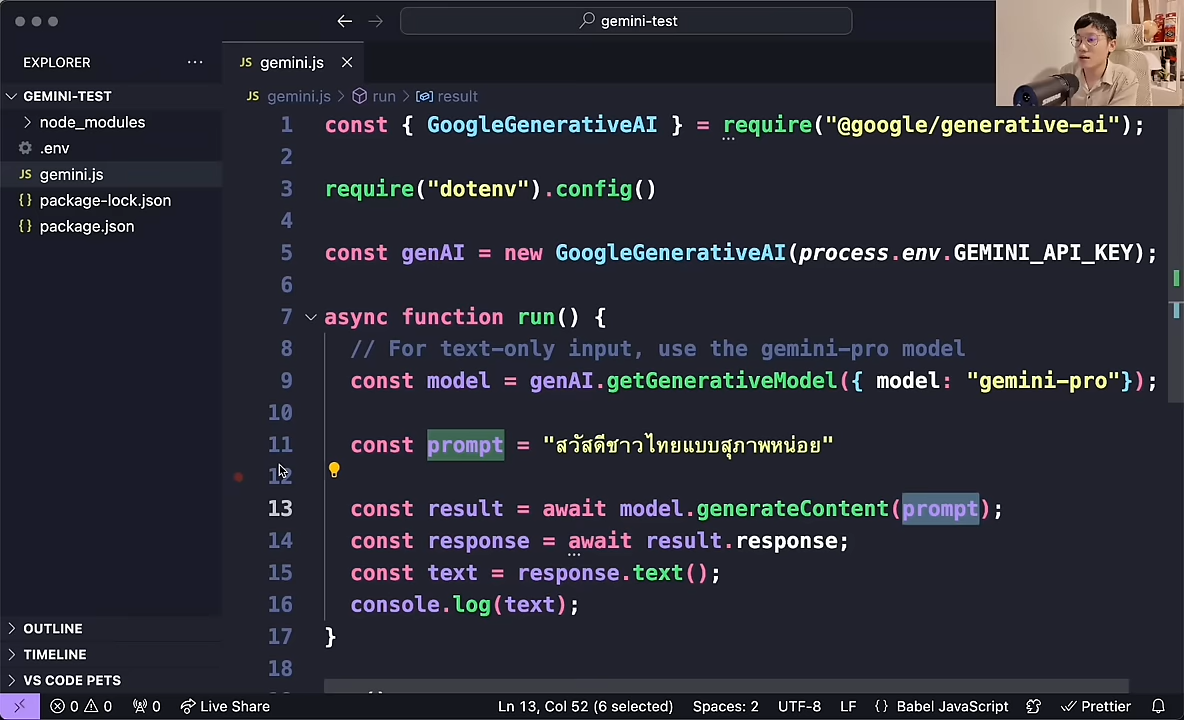 gemini-test
EXPLORER
JS gemini.js
GEMINI-TEST
node_modules
.env
JS gemini.js
{} package-lock.json
{} package.json
OUTLINE
TIMELINE
VS CODE PETS
JS gemini.js > run > result
1 const { GoogleGenerativeAI } = require("@google/generative-ai");
2
3 require("dotenv").config()
4
5 const genAI = new GoogleGenerativeAI(process.env.GEMINI_API_KEY);
6
7 async function run() {
8 // For text-only input, use the gemini-pro model
9 const model = genAI.getGenerativeModel({ model: "gemini-pro"});
10
11 const prompt = "สวัสดีชาวไทยแบบสุภาพหน่อย"
12
13 const result = await model.generateContent(prompt);
14 const response = await result.response;
15 const text = response.text();
16 console.log(text);
17 }
18
0 0 0 Live Share Ln 13, Col 52 (6 selected) Spaces: 2 UTF-8 LF {} Babel JavaScript Prettier